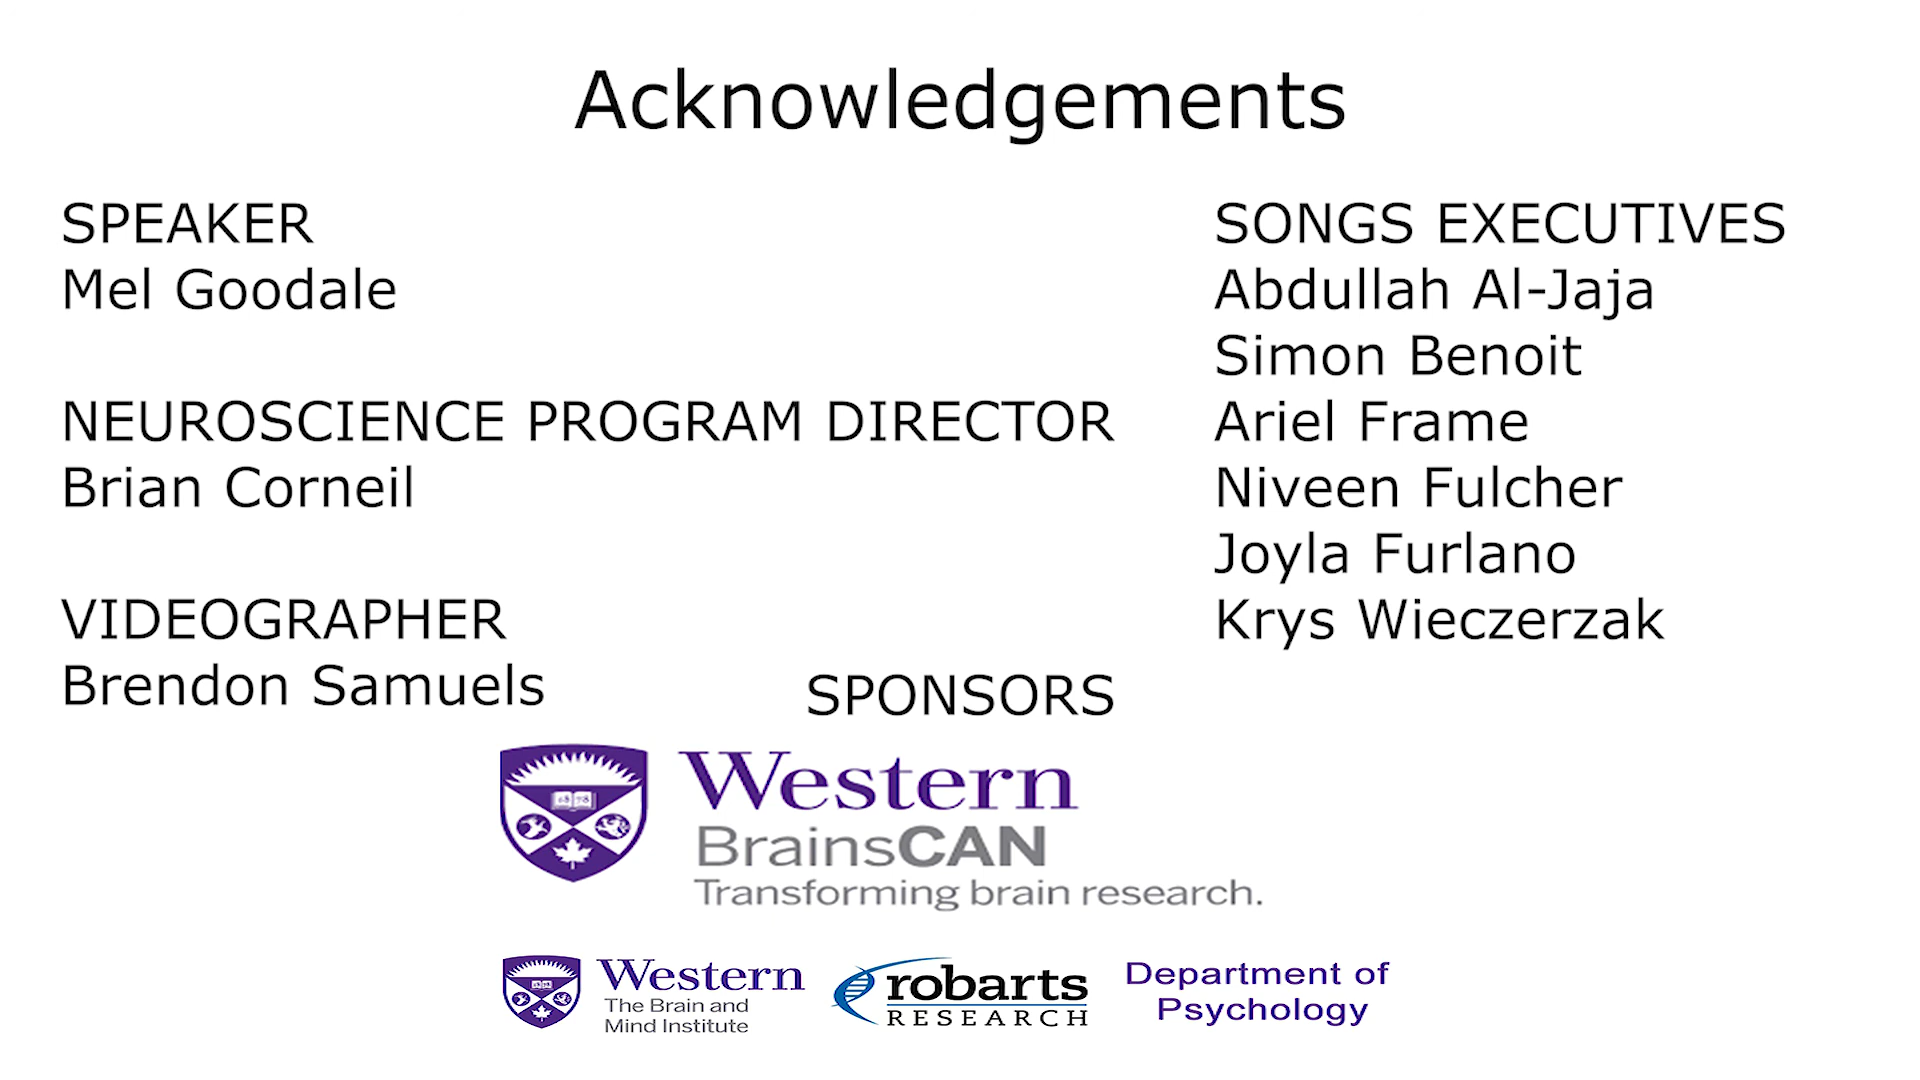 Acknowledgements
SPEAKER
Mel Goodale
NEUROSCIENCE PROGRAM DIRECTOR
Brian Corneil
VIDEOGRAPHER
Brendon Samuels
SONGS EXECUTIVES
Abdullah Al-Jaja
Simon Benoit
Ariel Frame
Niveen Fulcher
Joyla Furlano
Krys Wieczerzak
SPONSORS
18 78
Western
BrainsCAN
Transforming brain research.
Western
The Brain and
Mind Institute
robarts
RESEARCH
Department of
Psychology